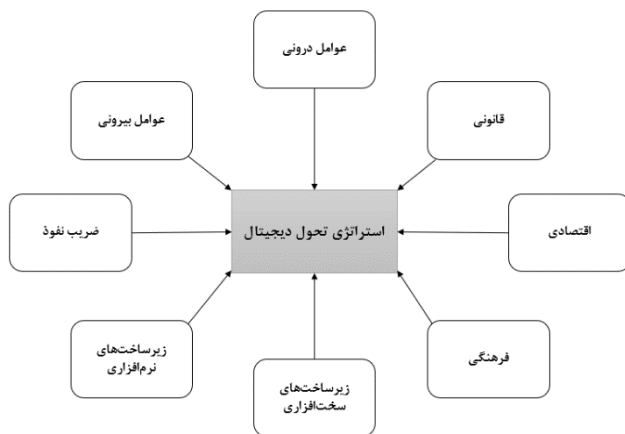 عوامل درونی
قانونی
عوامل بیرونی
اقتصادی
استراتژی تحول دیجیتال
ضریب نفوذ
فرهنگی
زیرساخت‌های
سخت‌افزاری
زیرساخت‌های
نرم‌افزاری